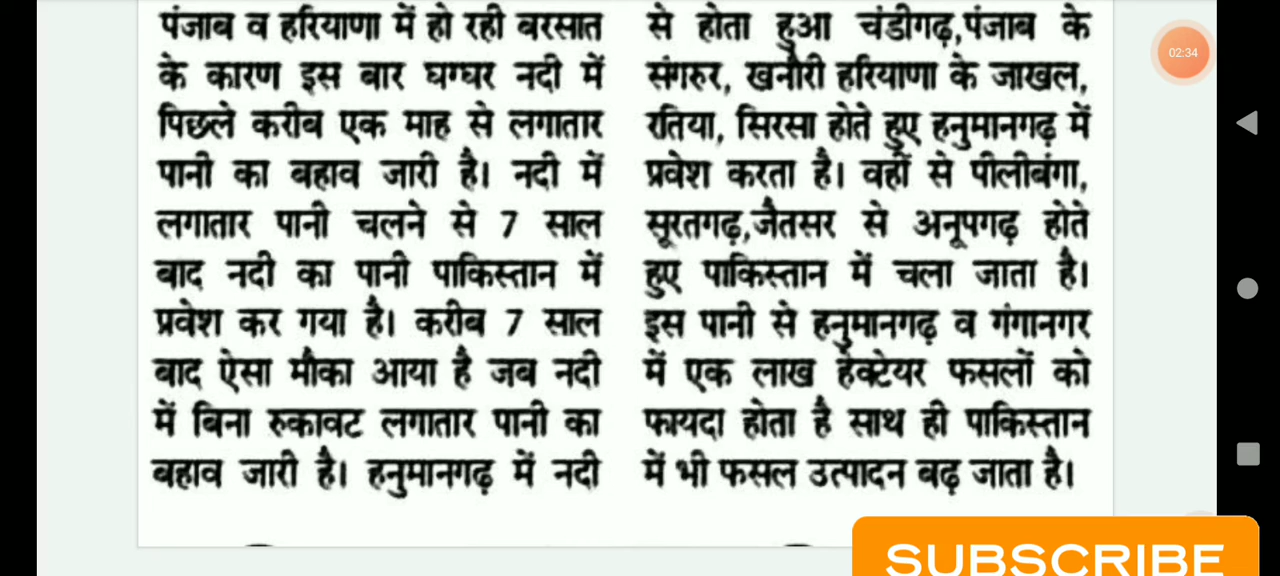 पंजाब व हरियाणा में हो रही बरसात
के कारण इस बार घग्घर नदी में
पिछले करीब एक माह से लगातार
पानी का बहाव जारी है। नदी में
लगातार पानी चलने से 7 साल
बाद नदी का पानी पाकिस्तान में
प्रवेश कर गया है। करीब 7 साल
बाद ऐसा मौका आया है जब नदी
में बिना रुकावट लगातार पानी का
बहाव जारी है। हनुमानगढ़ में नदी
से होता हुआ चंडीगढ़,पंजाब के
संगरुर, खनौरी हरियाणा के जाखल,
रतिया, सिरसा होते हुए हनुमानगढ़ में
प्रवेश करता है। वहीं से पीलीबंगा,
सूरतगढ़,जैतसर से अनूपगढ़ होते
हुए पाकिस्तान में चला जाता है।
इस पानी से हनुमानगढ़ व गंगानगर
में एक लाख हेक्टेयर फसलों को
फायदा होता है साथ ही पाकिस्तान
में भी फसल उत्पादन बढ़ जाता है।
02:34
SUBSCRIBE